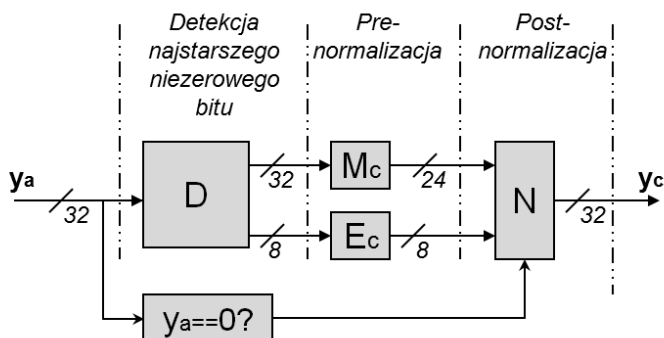 Detekcja
najstarszego
niezerowego
bitu
Pre-
normalizacja
Post-
normalizacja
ya
32
D
32
8
Mc
Ec
24
8
N
32
yc
ya==0?